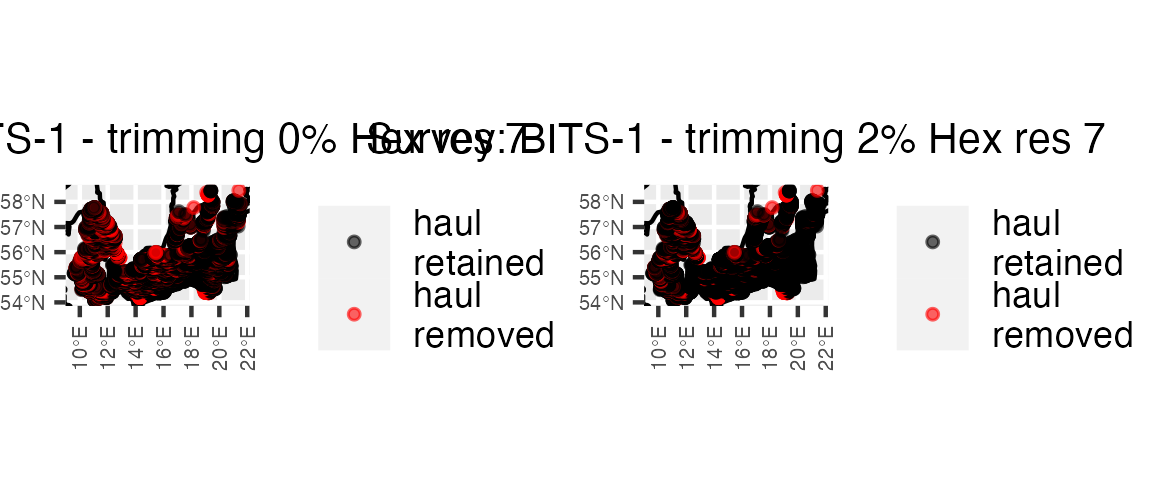 TS-1 - trimming 0% Hex res 7
Survey: BITS-1 - trimming 2% Hex res 7
58°N
57°N
56°N
55°N
54°N
10°E
12°E
14°E
16°E
18°E
20°E
22°E
haul
retained
haul
removed
58°N
57°N
56°N
55°N
54°N
10°E
12°E
14°E
16°E
18°E
20°E
22°E
haul
retained
haul
removed